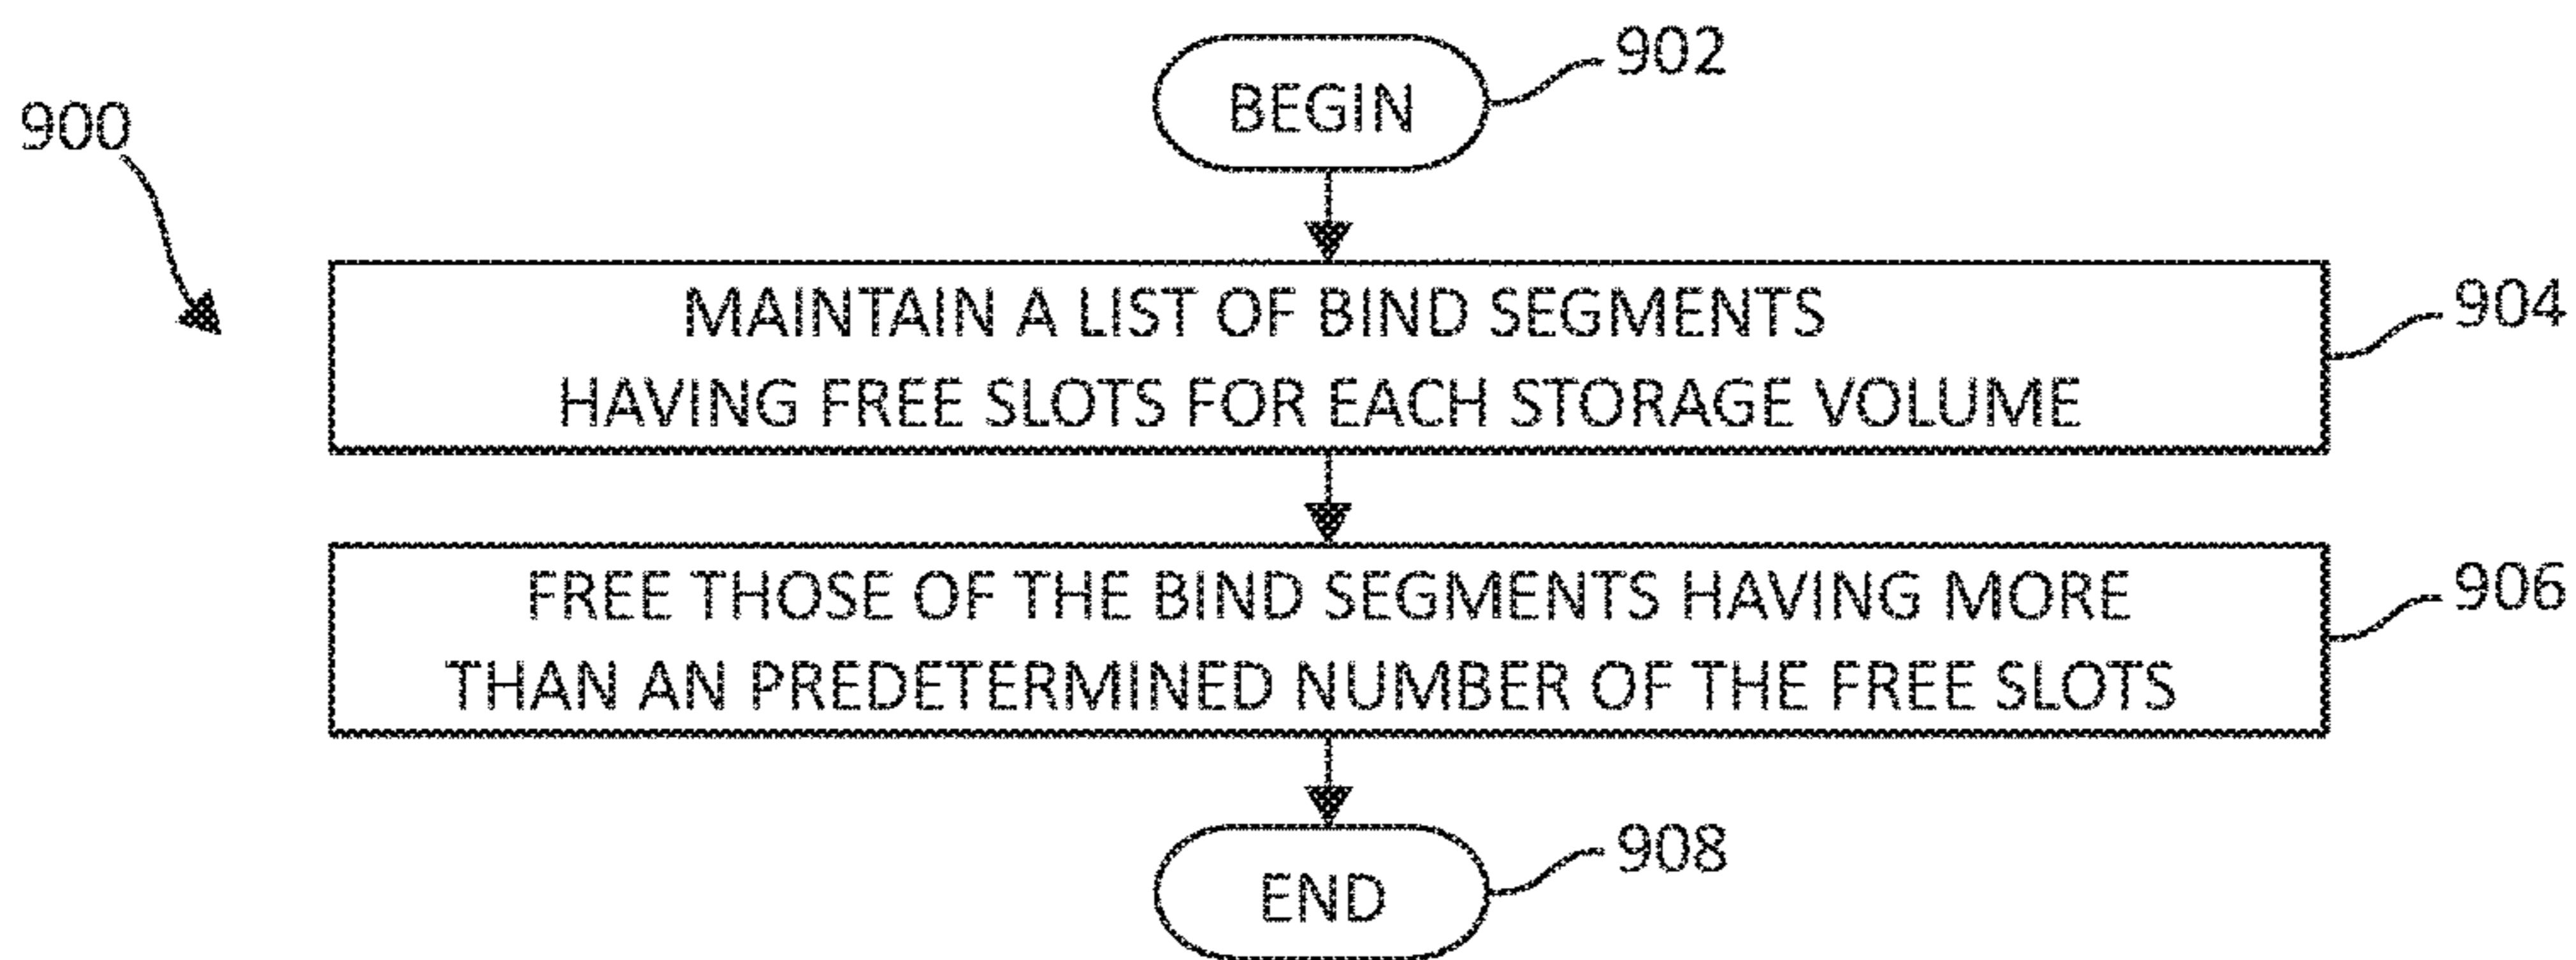 902
BEGIN
900
MAINTAIN A LIST OF BIND SEGMENTS
HAVING FREE SLOTS FOR EACH STORAGE VOLUME
904
FREE THOSE OF THE BIND SEGMENTS HAVING MORE
THAN AN PREDETERMINED NUMBER OF THE FREE SLOTS
906
END
908